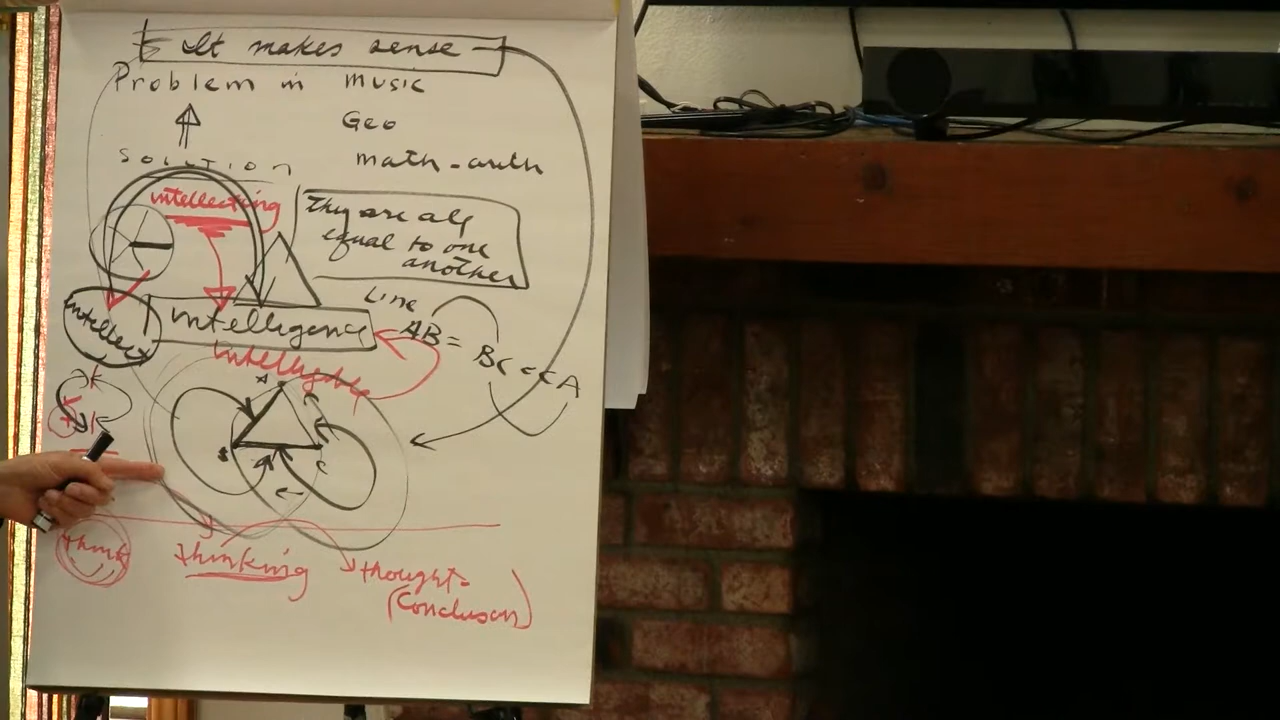 It makes sense
Problem in music
Geo
SOLUTION math-arith
intellecting
They are all
equal to one
another
Line
intellect intelligence AB =
BC = CA
intelligible
A
B C
think thinking thought =
(Conclusion)